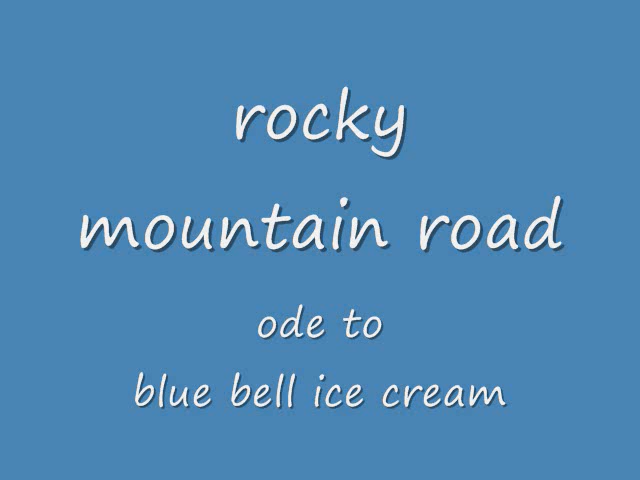 rocky
mountain road
ode to
blue bell ice cream